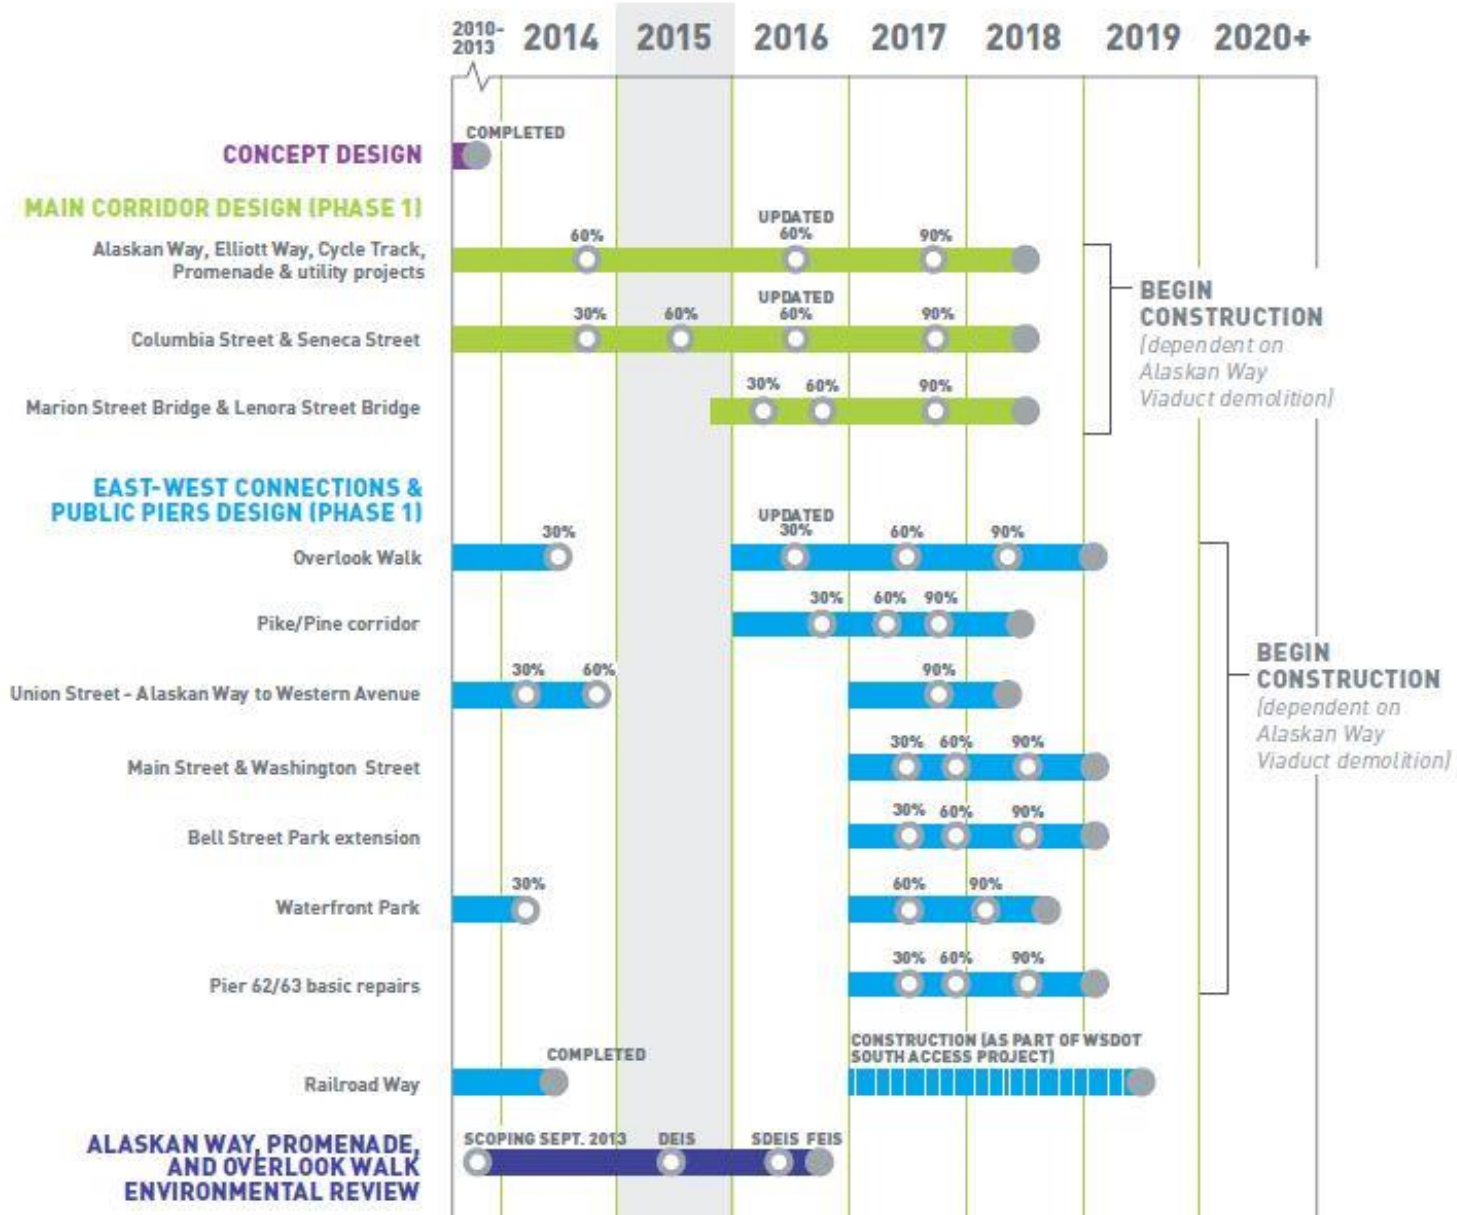 2010-
2013
2014
2015
2016
2017
2018
2019
2020+
COMPLETED
CONCEPT DESIGN
MAIN CORRIDOR DESIGN (PHASE 1)
Alaskan Way, Elliott Way, Cycle Track,
Promenade & utility projects
60%
UPDATED
60%
90%
Columbia Street & Seneca Street
30%
60%
UPDATED
60%
90%
Marion Street Bridge & Lenora Street Bridge
30%
60%
90%
BEGIN
CONSTRUCTION
(dependent on
Alaskan Way
Viaduct demolition)
EAST-WEST CONNECTIONS &
PUBLIC PIERS DESIGN (PHASE 1)
Overlook Walk
30%
UPDATED
30%
60%
90%
Pike/Pine corridor
30%
60%
90%
Union Street - Alaskan Way to Western Avenue
30%
60%
90%
Main Street & Washington Street
30%
60%
90%
Bell Street Park extension
30%
60%
90%
Waterfront Park
30%
60%
90%
Pier 62/63 basic repairs
30%
60%
90%
BEGIN
CONSTRUCTION
(dependent on
Alaskan Way
Viaduct demolition)
Railroad Way
COMPLETED
CONSTRUCTION (AS PART OF WSDOT
SOUTH ACCESS PROJECT)
ALASKAN WAY, PROMENADE,
AND OVERLOOK WALK
ENVIRONMENTAL REVIEW
SCOPING SEPT. 2013
DEIS
SDEIS
FEIS